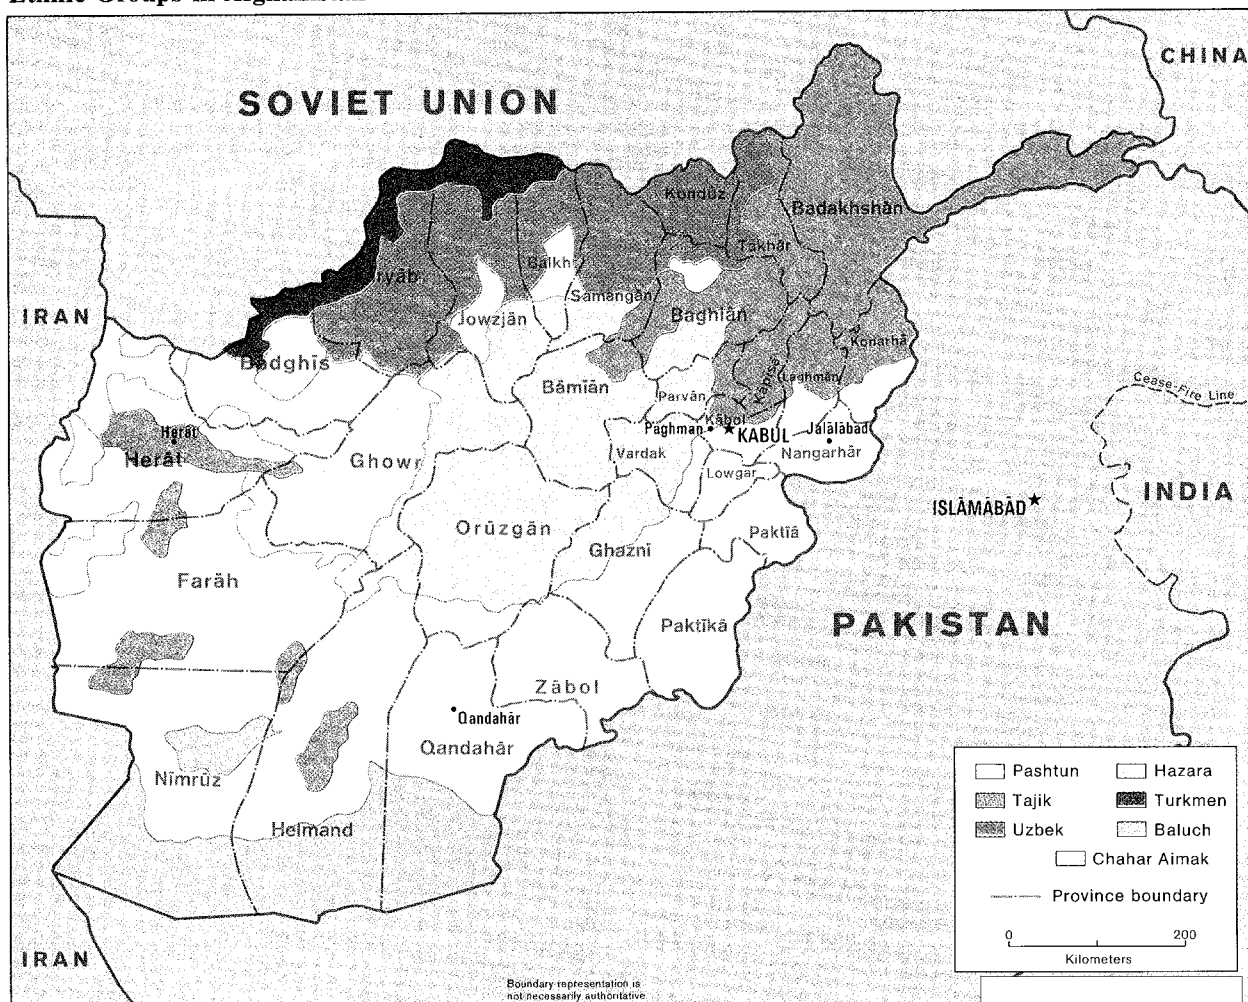 Ethnic Groups in Afghanistan
CHINA
SOVIET UNION
Kondūz
Badakhshān
Takhār
ryāb
Balkh
IRAN
Samangān
Jowzjān
Baghlān
Konarhā
Bādghīs
Kapīsā
Laghmān
Bāmīān
Cease-Fire Line
Parvān
Herāt
Kābol
Paghman
KABUL
Jalālābād
Herāt
Ghowr
Vardak
Nangarhār
Lowgar
INDIA
ISLĀMĀBĀD
Orūzgān
Ghaznī
Paktīā
Farāh
PAKISTAN
Paktīkā
Zābol
Qandahār
Qandahār
Nīmrūz
Helmand
Pashtun
Hazara
Tajik
Turkmen
Uzbek
Baluch
Chahar Aimak
Province boundary
0 200
Kilometers
IRAN
Boundary representation is
not necessarily authoritative